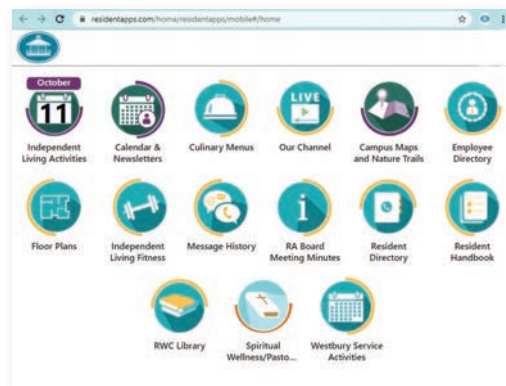 residentapps.com/home/residentapps/mobile#/home
October
11
LIVE
Independent
Living Activities
Calendar &
Newsletters
Culinary Menus
Our Channel
Campus Maps
and Nature Trails
Employee
Directory
Floor Plans
Independent
Living Fitness
Message History
RA Board
Meeting Minutes
Resident
Directory
Resident
Handbook
RWC Library
Spiritual
Wellness/Pasto...
Westbury Service
Activities